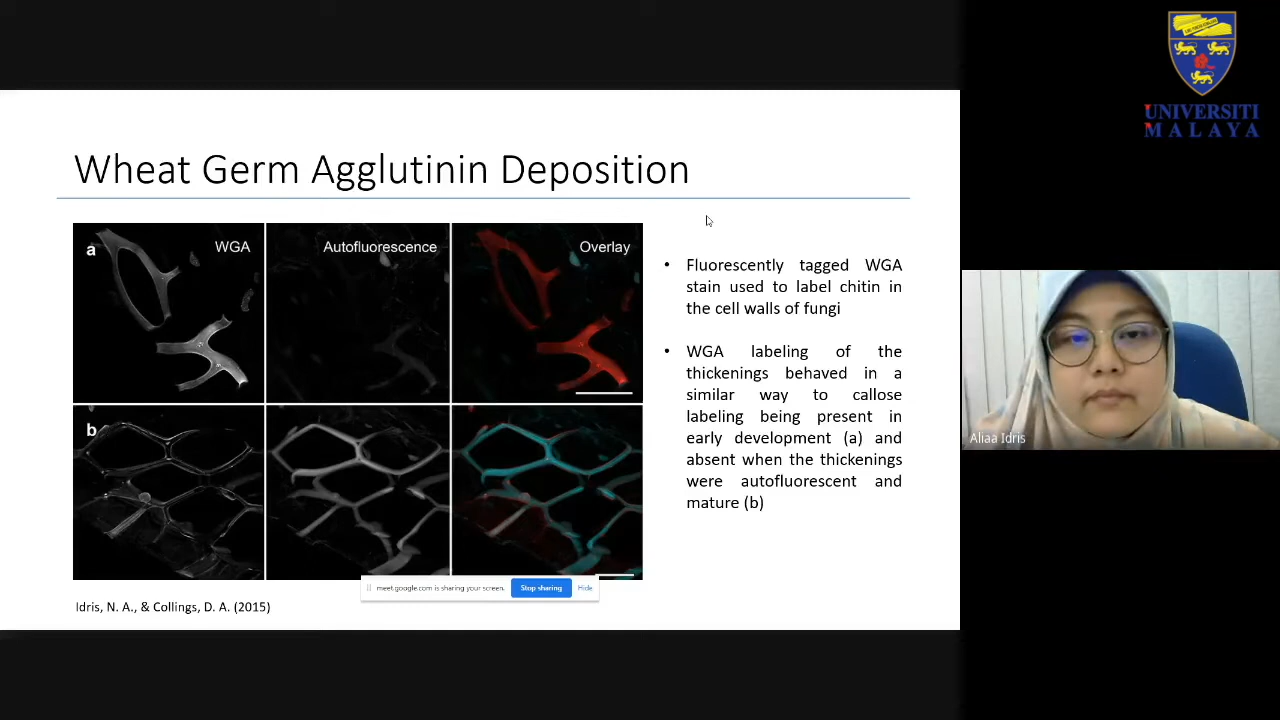 UNIVERSITI
MALAYA
Wheat Germ Agglutinin Deposition
a
WGA
Autofluorescence
Overlay
b
Fluorescently tagged WGA
stain used to label chitin in
the cell walls of fungi
WGA labeling of the
thickenings behaved in a
similar way to callose
labeling being present in
early development (a) and
absent when the thickenings
were autofluorescent and
mature (b)
meet.google.com is sharing your screen.
Stop sharing
Hide
Idris, N. A., & Collings, D. A. (2015)
Aliaa Idris